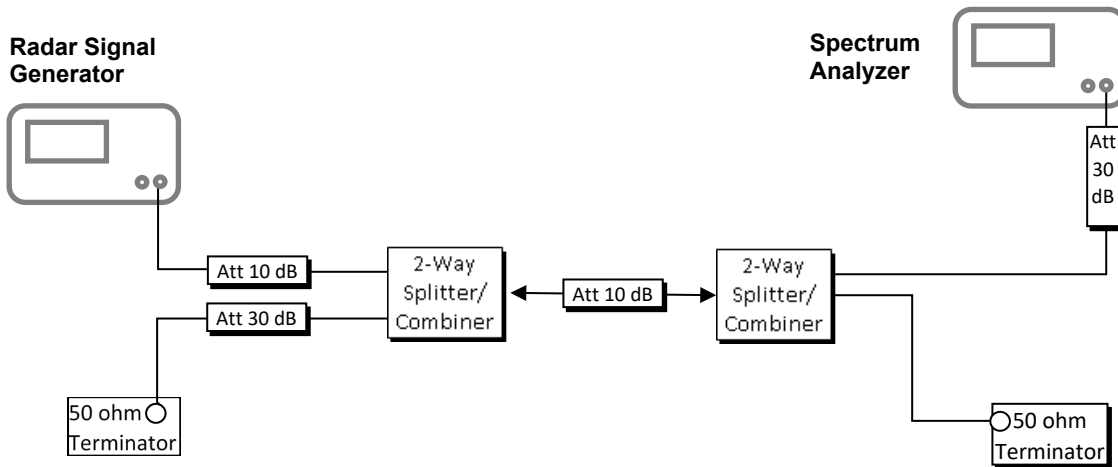 Radar Signal
Generator
Spectrum
Analyzer
Att
30
dB
Att 10 dB
2-Way
Splitter/
Combiner
Att 10 dB
2-Way
Splitter/
Combiner
Att 30 dB
50 ohm
Terminator
50 ohm
Terminator